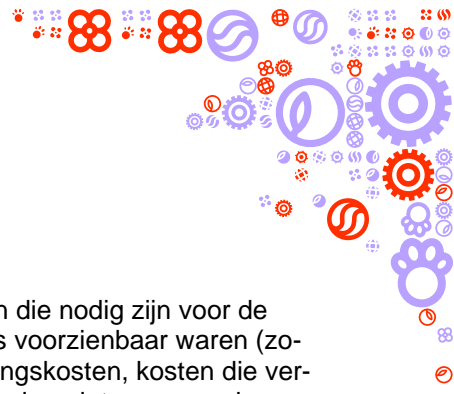 n die nodig zijn voor de
s voorzienbaar waren (zo-
ngskosten, kosten die ver-